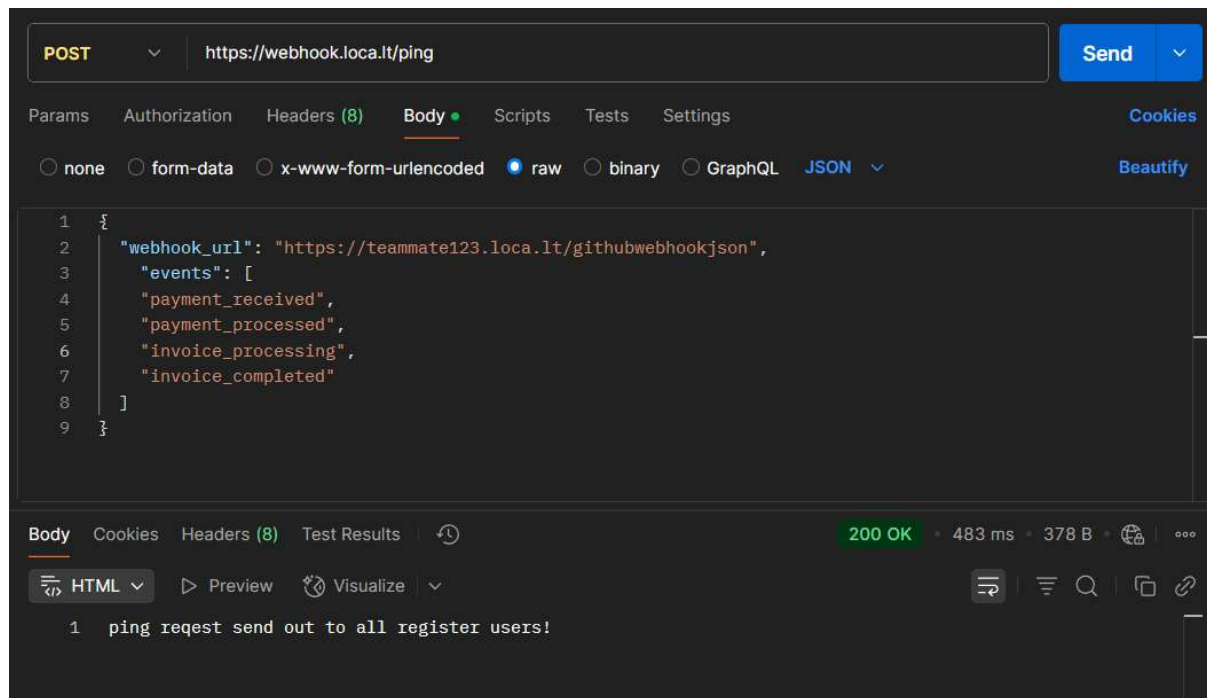 POST https://webhook.loca.lt/ping Send
Params Authorization Headers (8) Body Scripts Tests Settings Cookies
none form-data x-www-form-urlencoded raw binary GraphQL JSON Beautify
1 {
2 "webhook_url": "https://teammate123.loca.lt/githubwebhookjson",
3 "events": [
4 "payment_received",
5 "payment_processed",
6 "invoice_processing",
7 "invoice_completed"
8 ]
9 }
Body Cookies Headers (8) Test Results 200 OK • 483 ms • 378 B
HTML Preview Visualize
1 ping reqest send out to all register users!